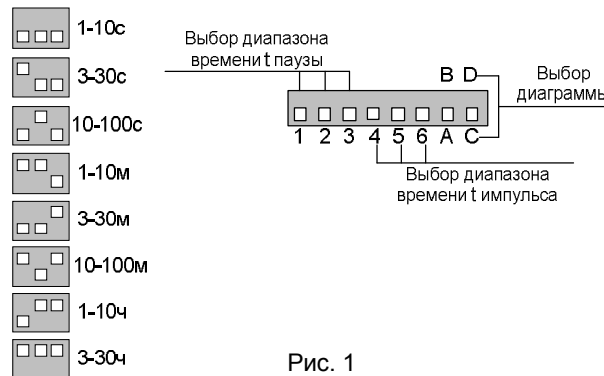 1-10с
3-30с
10-100с
1-10м
3-30м
10-100м
1-10ч
3-30ч
Выбор диапазона
времени t паузы
B D
Выбор
диаграммы
1 2 3 4 5 6 A C
Выбор диапазона
времени t импульса
Рис. 1